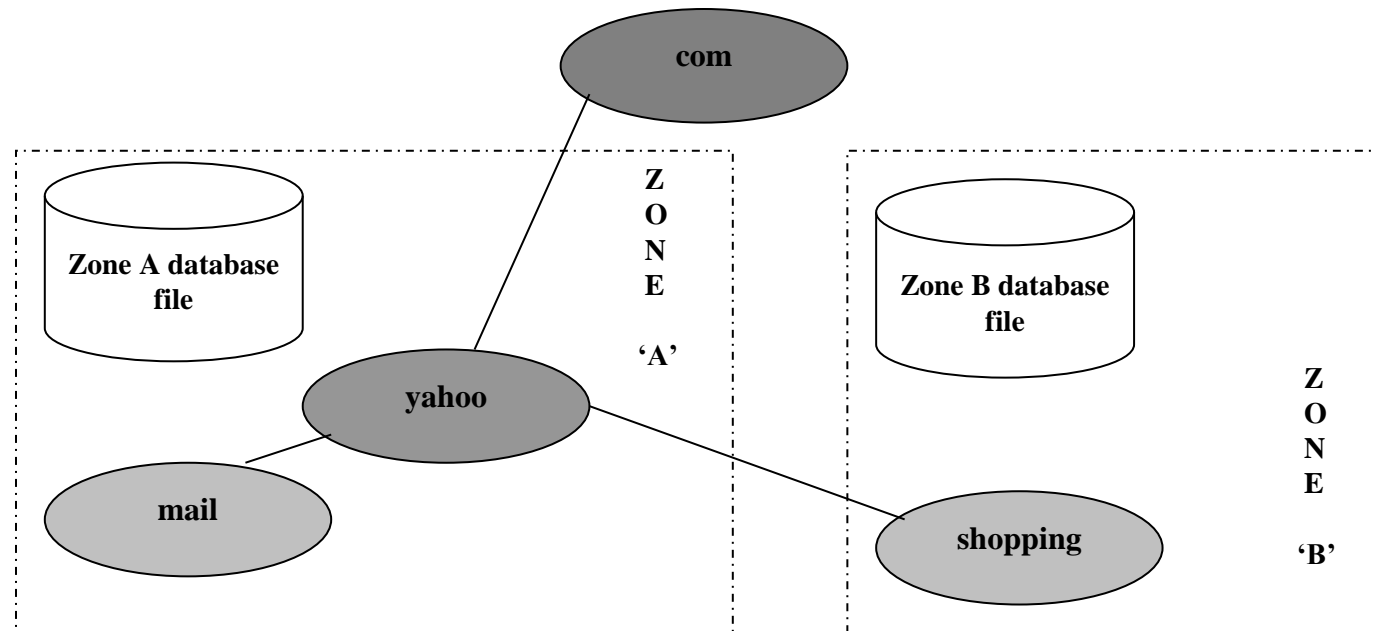 com
Z
O
N
E
‘A’
Zone A database
file
yahoo
mail
Zone B database
file
Z
O
N
E
‘B’
shopping